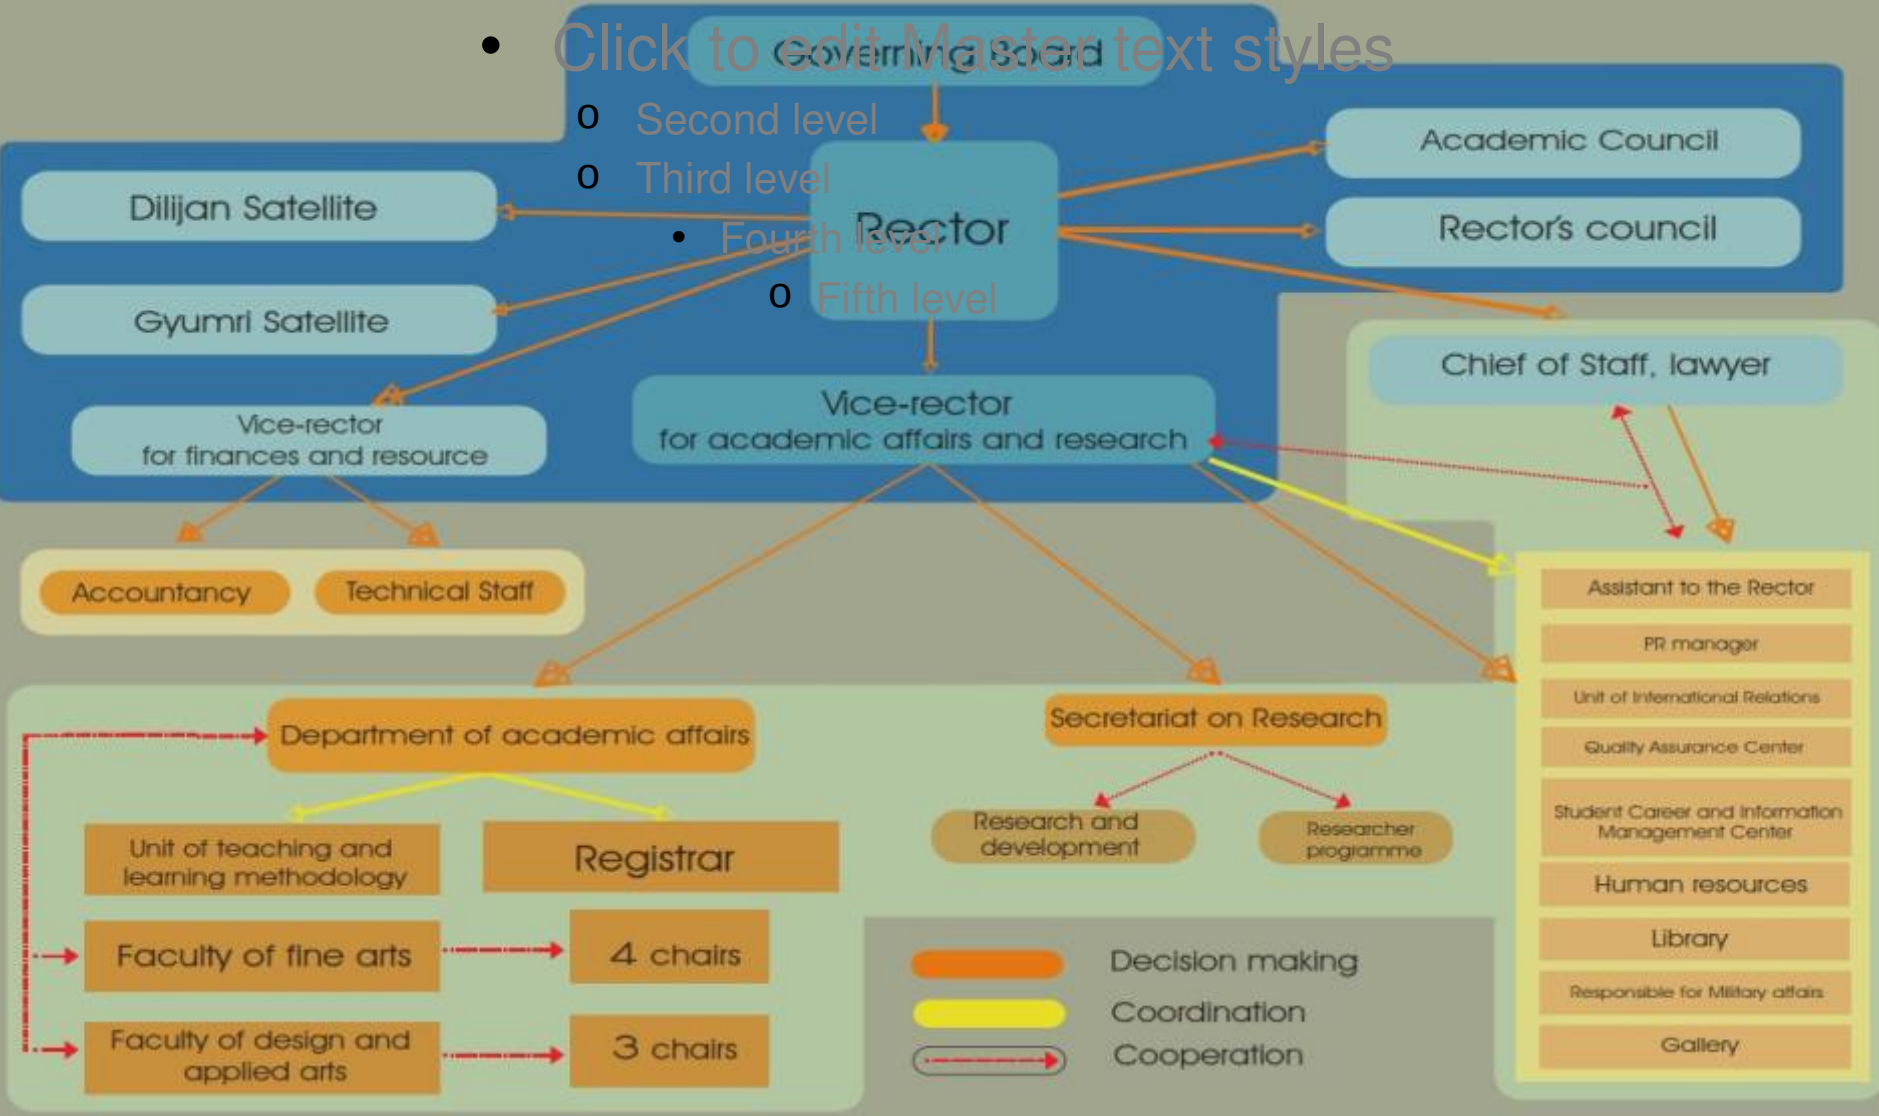 • Click to edit Master text styles
Governing Board
o Second level
o Third level
• Fourth level
o Fifth level
Rector
Academic Council
Rector's council
Dilijan Satellite
Gyumri Satellite
Chief of Staff, lawyer
Vice-rector
for finances and resource
Vice-rector
for academic affairs and research
Accountancy
Technical Staff
Assistant to the Rector
PR manager
Unit of International Relations
Quality Assurance Center
Student Career and Information
Management Center
Human resources
Library
Responsible for Military affairs
Gallery
Department of academic affairs
Secretariat on Research
Unit of teaching and
learning methodology
Registrar
Research and
development
Researcher
programme
Faculty of fine arts
4 chairs
Faculty of design and
applied arts
3 chairs
Decision making
Coordination
Cooperation